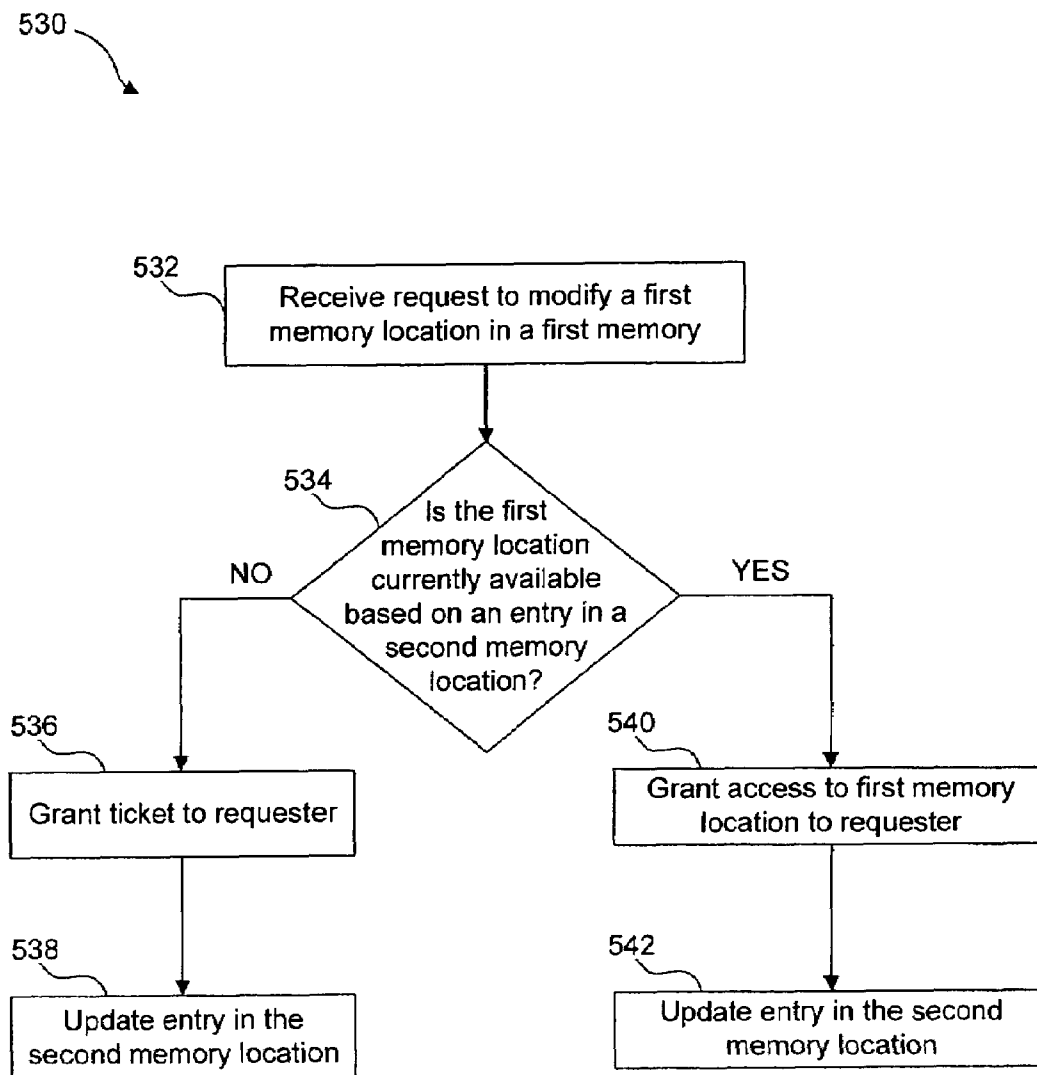 530
532
Receive request to modify a first
memory location in a first memory
534
Is the first
memory location
currently available
based on an entry in a
second memory
location?
NO
YES
536
Grant ticket to requester
540
Grant access to first memory
location to requester
538
Update entry in the
second memory location
542
Update entry in the second
memory location